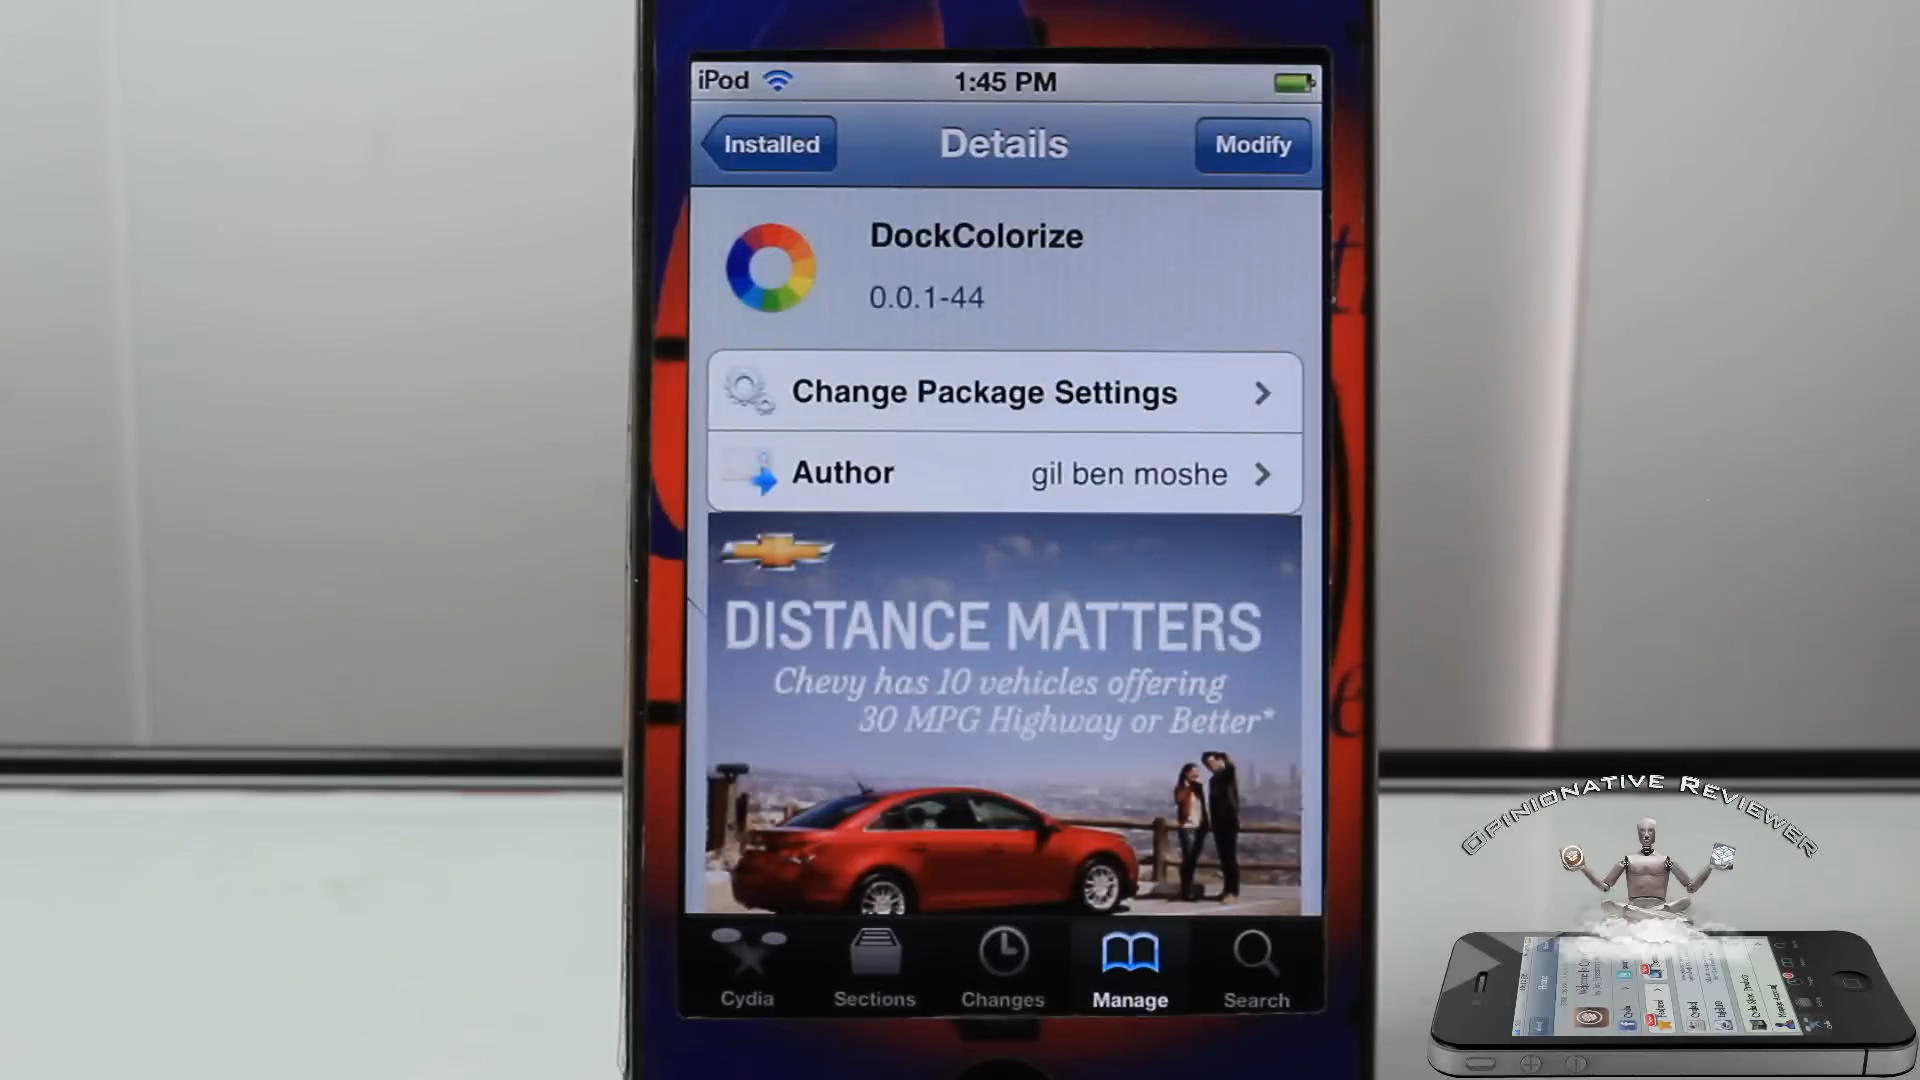 iPod
1:45 PM
Installed
Details
Modify
DockColorize
0.0.1-44
Change Package Settings
Author
gil ben moshe
DISTANCE MATTERS
Chevy has 10 vehicles offering
30 MPG Highway or Better*
Cydia
Sections
Changes
Manage
Search
Opinionative Reviewer